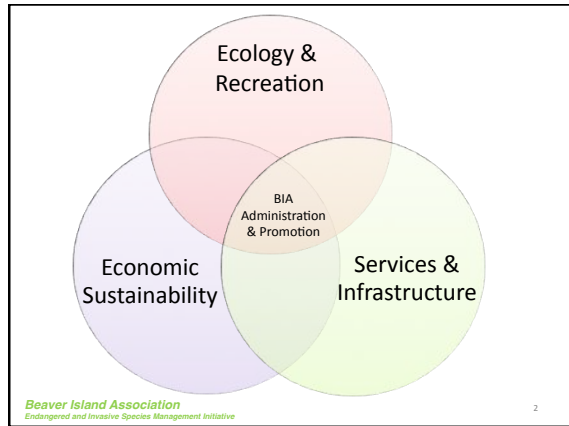 Ecology &
Recreation
BIA
Administration
& Promotion
Economic
Sustainability
Services &
Infrastructure
Beaver Island Association
Endangered and Invasive Species Management Initiative
2